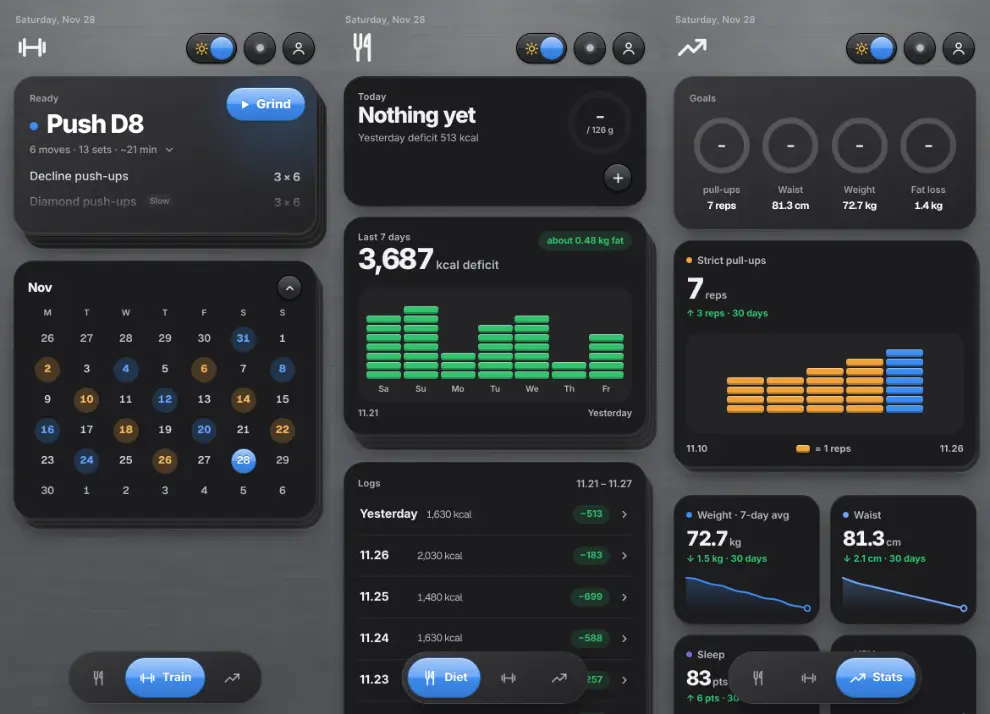 Saturday, Nov 28
Ready
Grind
Push D8
6 moves · 13 sets · ~21 min
Decline push-ups 3 × 6
Diamond push-ups Slow 3 × 6
Nov
M T W T F S S
26 27 28 29 30 31 1
2 3 4 5 6 7 8
9 10 11 12 13 14 15
16 17 18 19 20 21 22
23 24 25 26 27 28 29
30 1 2 3 4 5 6
Train
Saturday, Nov 28
Today
Nothing yet
Yesterday deficit 513 kcal
-
/ 126 g
+
Last 7 days
about 0.48 kg fat
3,687 kcal deficit
Sa Su Mo Tu We Th Fr
11.21 Yesterday
Logs 11.21 – 11.27
Yesterday 1,630 kcal −513
11.26 2,030 kcal −183
11.25 1,480 kcal −699
11.24 1,630 kcal −588
11.23 257
Diet
Saturday, Nov 28
Goals
- - - -
pull-ups Waist Weight Fat loss
7 reps 81.3 cm 72.7 kg 1.4 kg
Strict pull-ups
7 reps
↑ 3 reps · 30 days
11.10 = 1 reps 11.26
Weight · 7-day avg
72.7 kg
↓ 1.5 kg · 30 days
Waist
81.3 cm
↓ 2.1 cm · 30 days
Sleep
83 pts
↑ 6 pts · 30
Stats